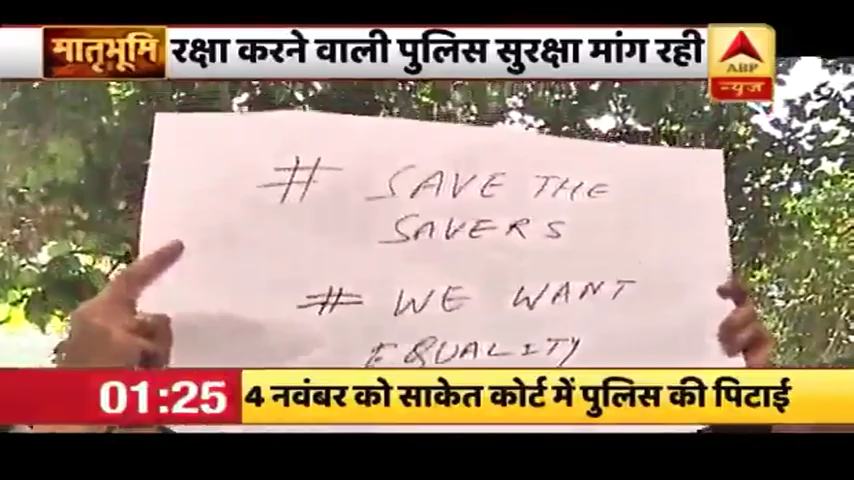 मातृभूमि
रक्षा करने वाली पुलिस सुरक्षा मांग रही
ABP
न्यूज़
# SAVE THE
SAVERS
# WE WANT
EQUALITY
01:25
4 नवंबर को साकेत कोर्ट में पुलिस की पिटाई